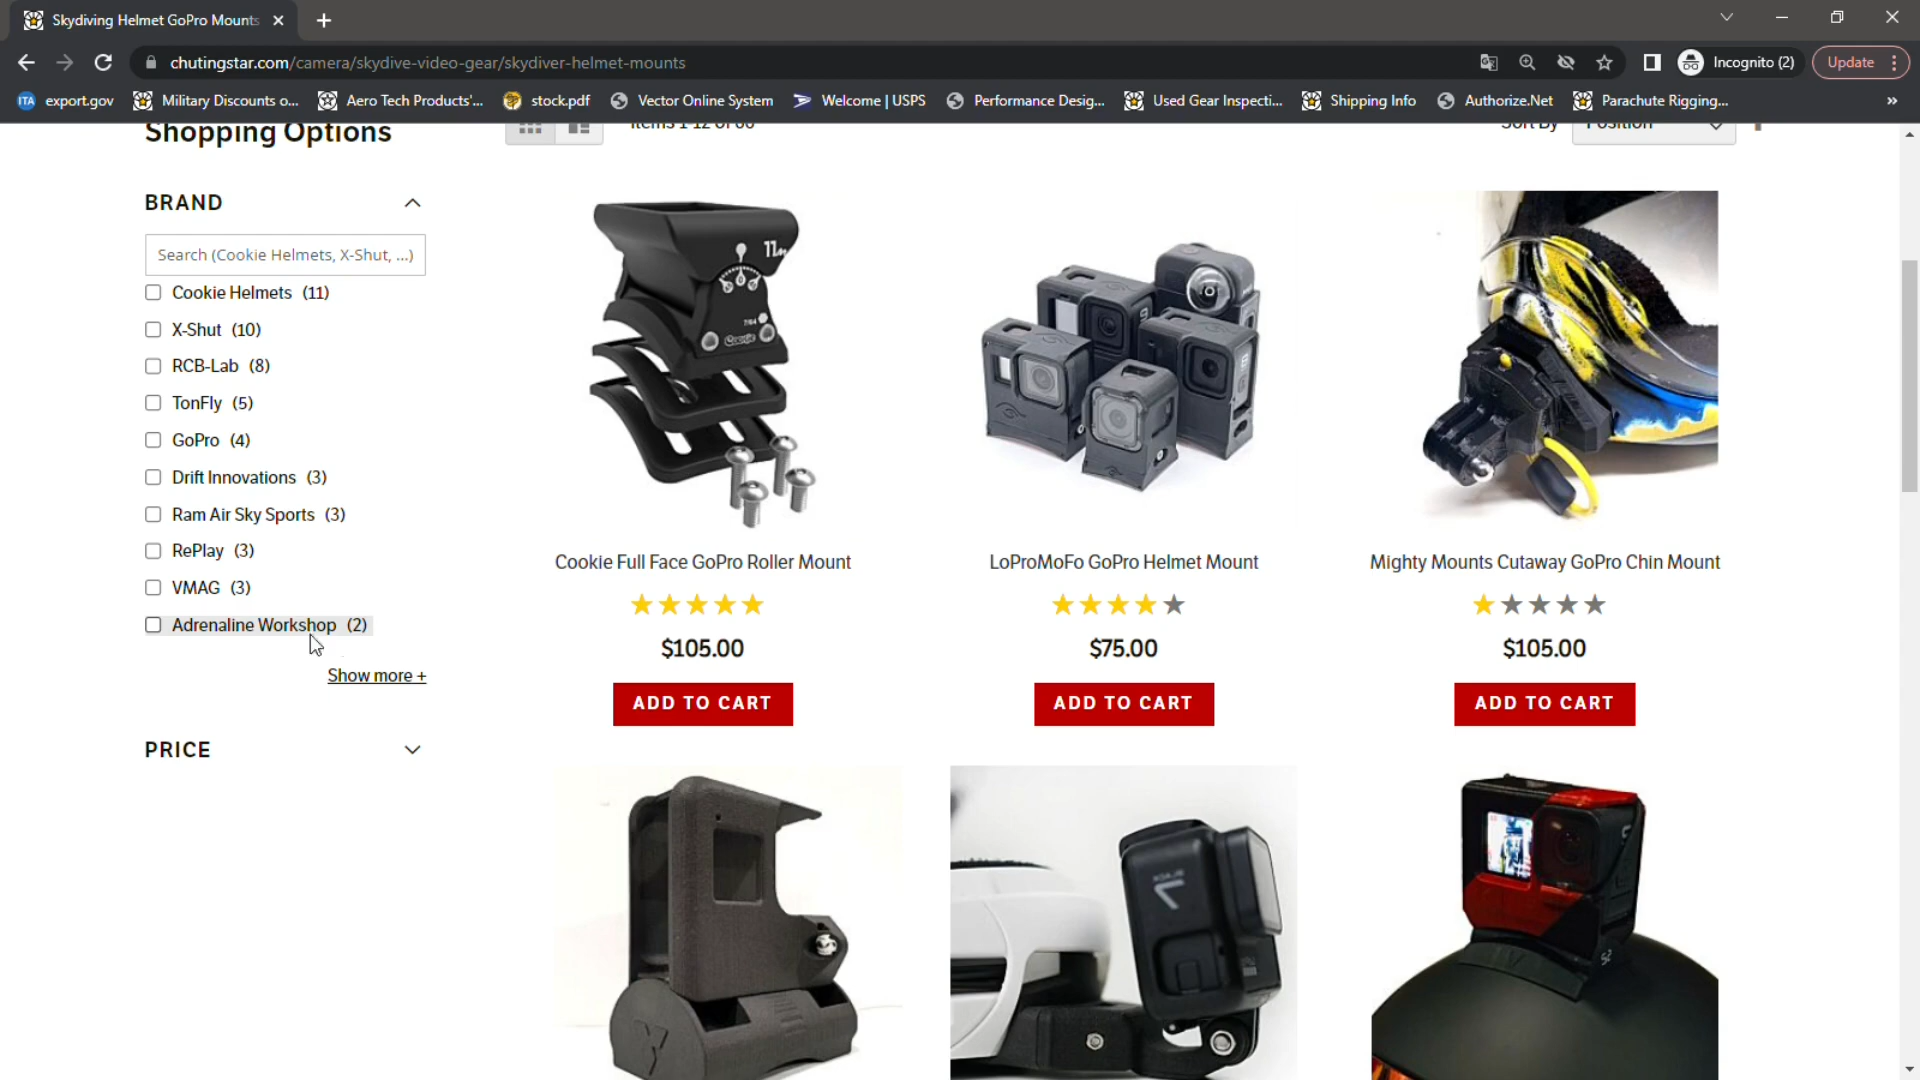 Skydiving Helmet GoPro Mounts
chutingstar.com/camera/skydive-video-gear/skydiver-helmet-mounts
Incognito (2)
Update
export.gov
Military Discounts o...
Aero Tech Products'...
stock.pdf
Vector Online System
Welcome | USPS
Performance Desig...
Used Gear Inspecti...
Shipping Info
Authorize.Net
Parachute Rigging...
»
Shopping Options
Sort By
Position
BRAND
Search (Cookie Helmets, X-Shut, ...)
Cookie Helmets (11)
X-Shut (10)
RCB-Lab (8)
TonFly (5)
GoPro (4)
Drift Innovations (3)
Ram Air Sky Sports (3)
RePlay (3)
VMAG (3)
Adrenaline Workshop (2)
Show more +
PRICE
Cookie
Cookie Full Face GoPro Roller Mount
$105.00
ADD TO CART
LoProMoFo GoPro Helmet Mount
$75.00
ADD TO CART
Mighty Mounts Cutaway GoPro Chin Mount
$105.00
ADD TO CART